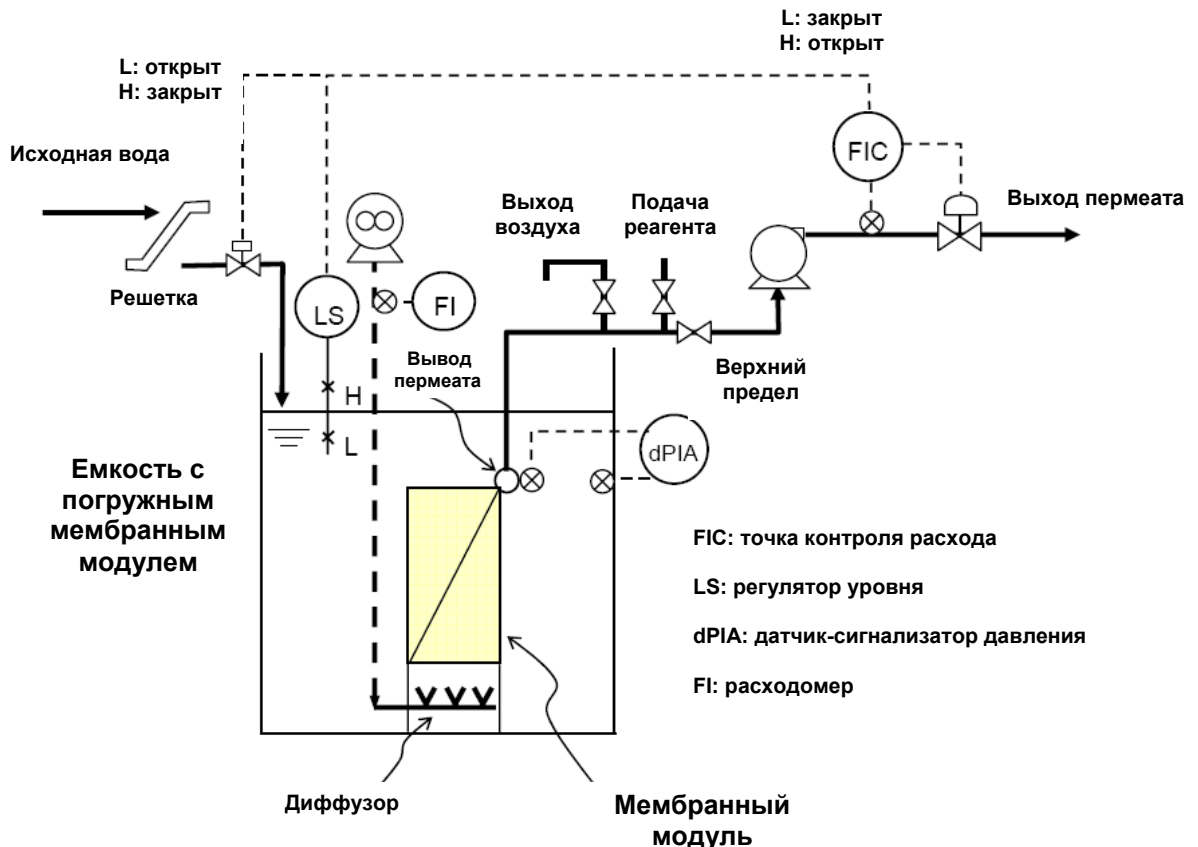 L: закрыт
H: открыт
L: открыт
H: закрыт
Исходная вода
FIC
Выход
воздуха
Подача
реагента
Выход пермеата
Решетка
LS
FI
Вывод
пермеата
Верхний
предел
H
L
dPIA
Емкость с
погружным
мембранным
модулем
FIC: точка контроля расхода
LS: регулятор уровня
dPIA: датчик-сигнализатор давления
FI: расходомер
Диффузор
Мембранный
модуль